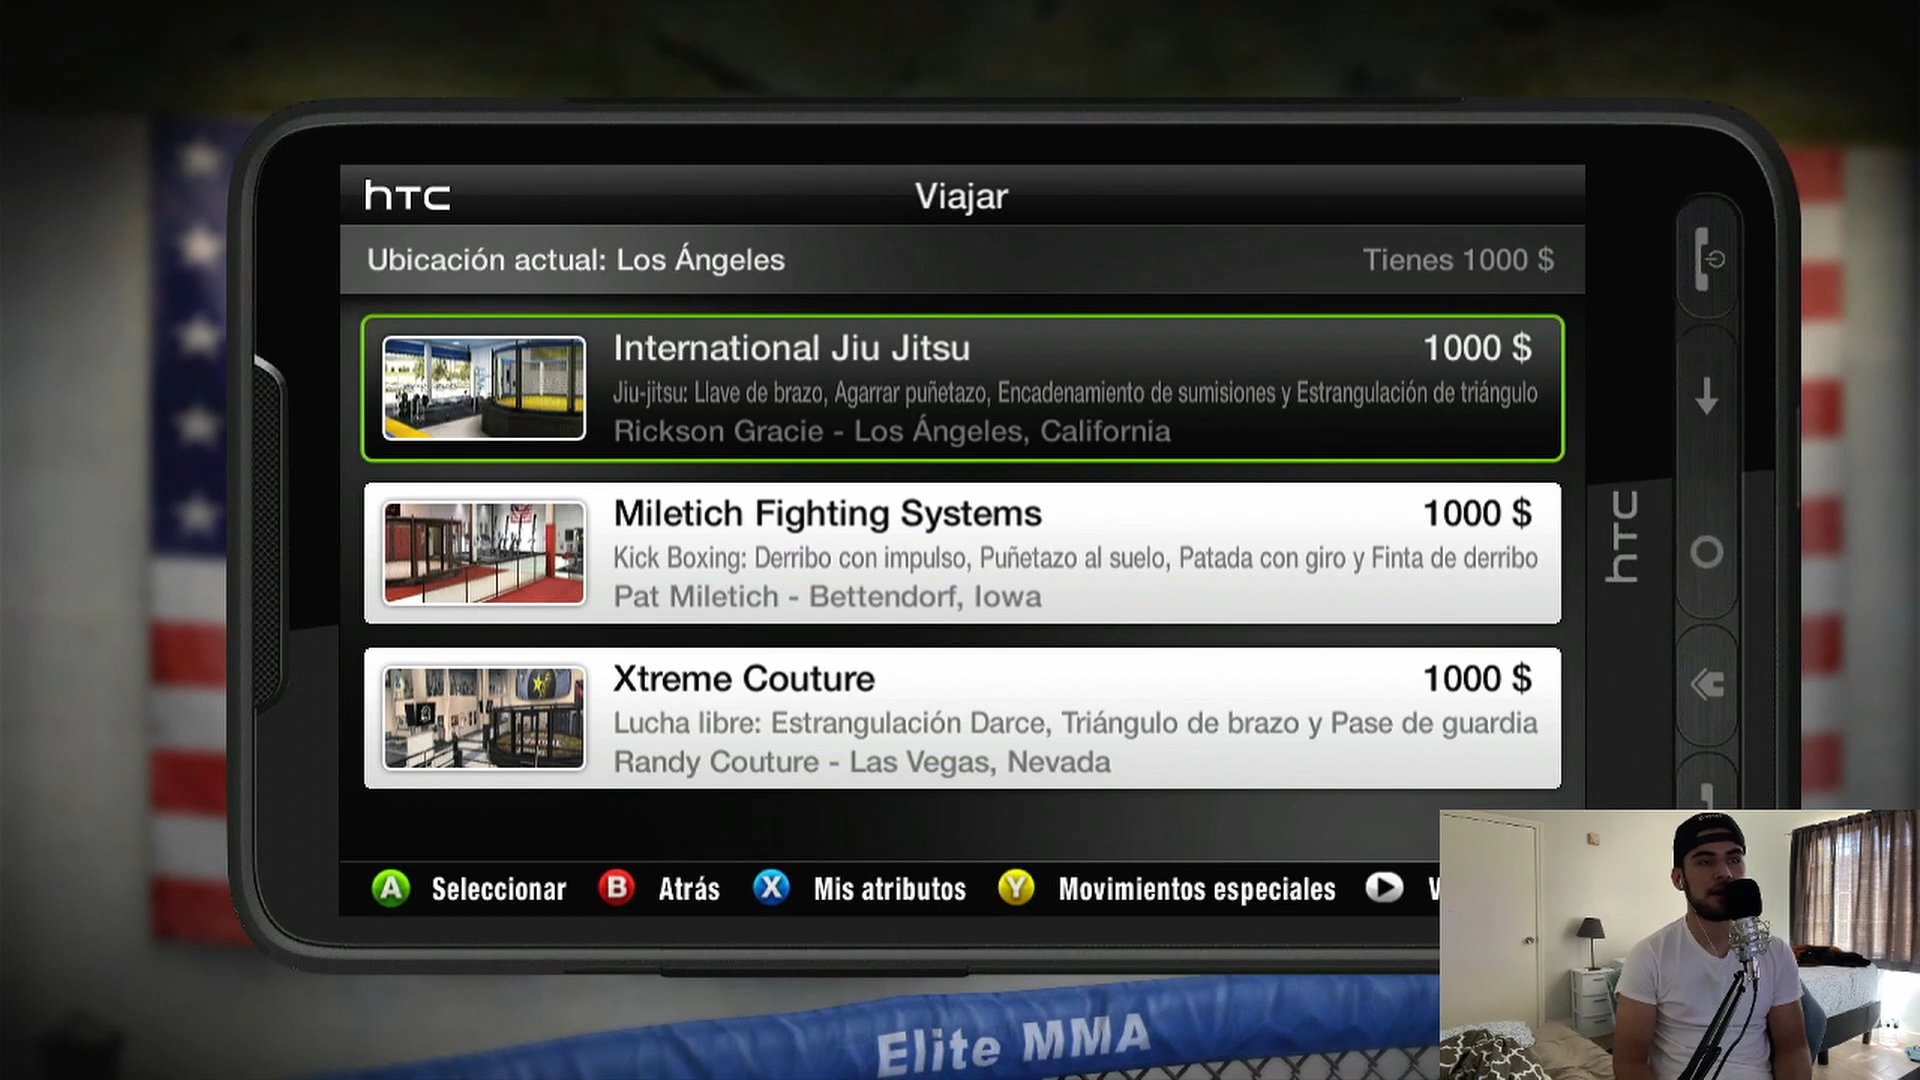 hTC
Viajar
Ubicación actual: Los Ángeles
Tienes 1000 $
International Jiu Jitsu
1000 $
Jiu-jitsu: Llave de brazo, Agarrar puñetazo, Encadenamiento de sumisiones y Estrangulación de triángulo
Rickson Gracie - Los Ángeles, California
Miletich Fighting Systems
1000 $
Kick Boxing: Derribo con impulso, Puñetazo al suelo, Patada con giro y Finta de derribo
Pat Miletich - Bettendorf, Iowa
Xtreme Couture
1000 $
Lucha libre: Estrangulación Darce, Triángulo de brazo y Pase de guardia
Randy Couture - Las Vegas, Nevada
hTC
A Seleccionar B Atrás X Mis atributos Y Movimientos especiales
Elite MMA